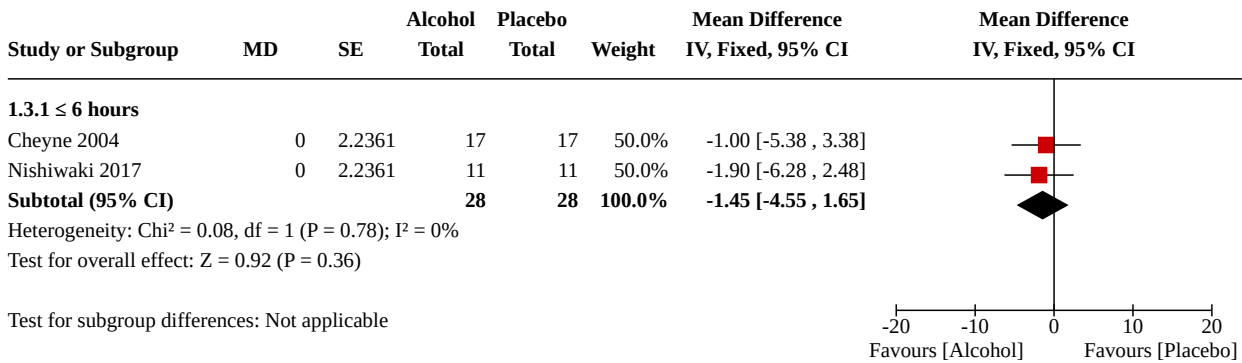 Alcohol Placebo Mean Difference Mean Difference
Study or Subgroup MD SE Total Total Weight IV, Fixed, 95% CI IV, Fixed, 95% CI
1.3.1 ≤ 6 hours
Cheyne 2004 0 2.2361 17 17 50.0% -1.00 [-5.38 , 3.38]
Nishiwaki 2017 0 2.2361 11 11 50.0% -1.90 [-6.28 , 2.48]
Subtotal (95% CI) 28 28 100.0% -1.45 [-4.55 , 1.65]
Heterogeneity: Chi² = 0.08, df = 1 (P = 0.78); I² = 0%
Test for overall effect: Z = 0.92 (P = 0.36)
Test for subgroup differences: Not applicable
-20 -10 0 10 20
Favours [Alcohol] Favours [Placebo]